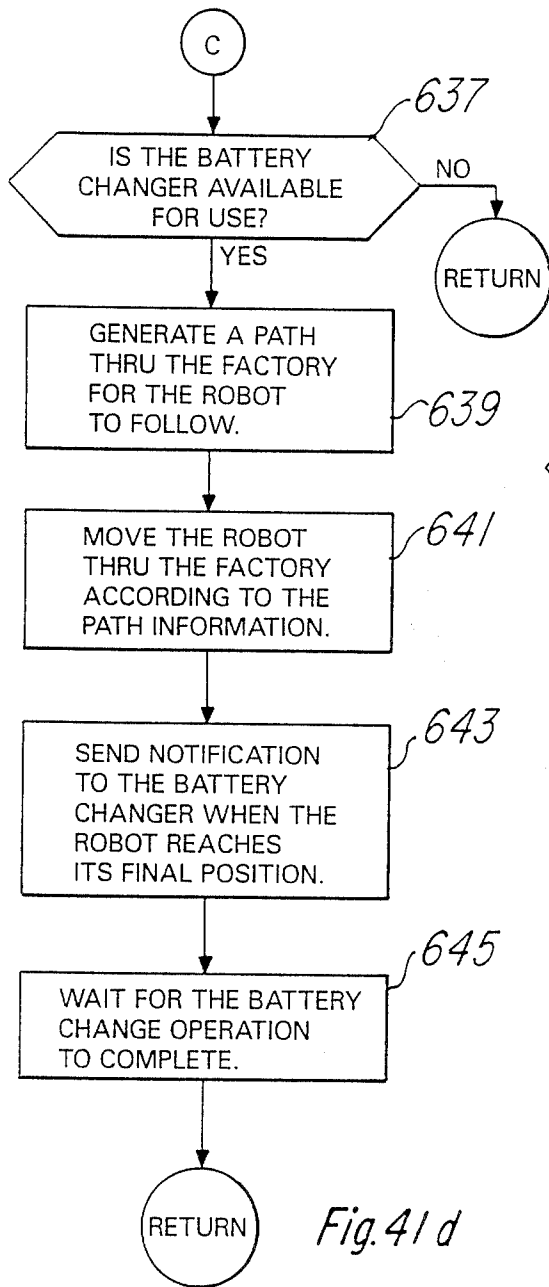 C
637
IS THE BATTERY
CHANGER AVAILABLE
FOR USE?
NO
RETURN
YES
GENERATE A PATH
THRU THE FACTORY
FOR THE ROBOT
TO FOLLOW.
639
MOVE THE ROBOT
THRU THE FACTORY
ACCORDING TO THE
PATH INFORMATION.
641
SEND NOTIFICATION
TO THE BATTERY
CHANGER WHEN THE
ROBOT REACHES
ITS FINAL POSITION.
643
WAIT FOR THE BATTERY
CHANGE OPERATION
TO COMPLETE.
645
RETURN
Fig. 41d